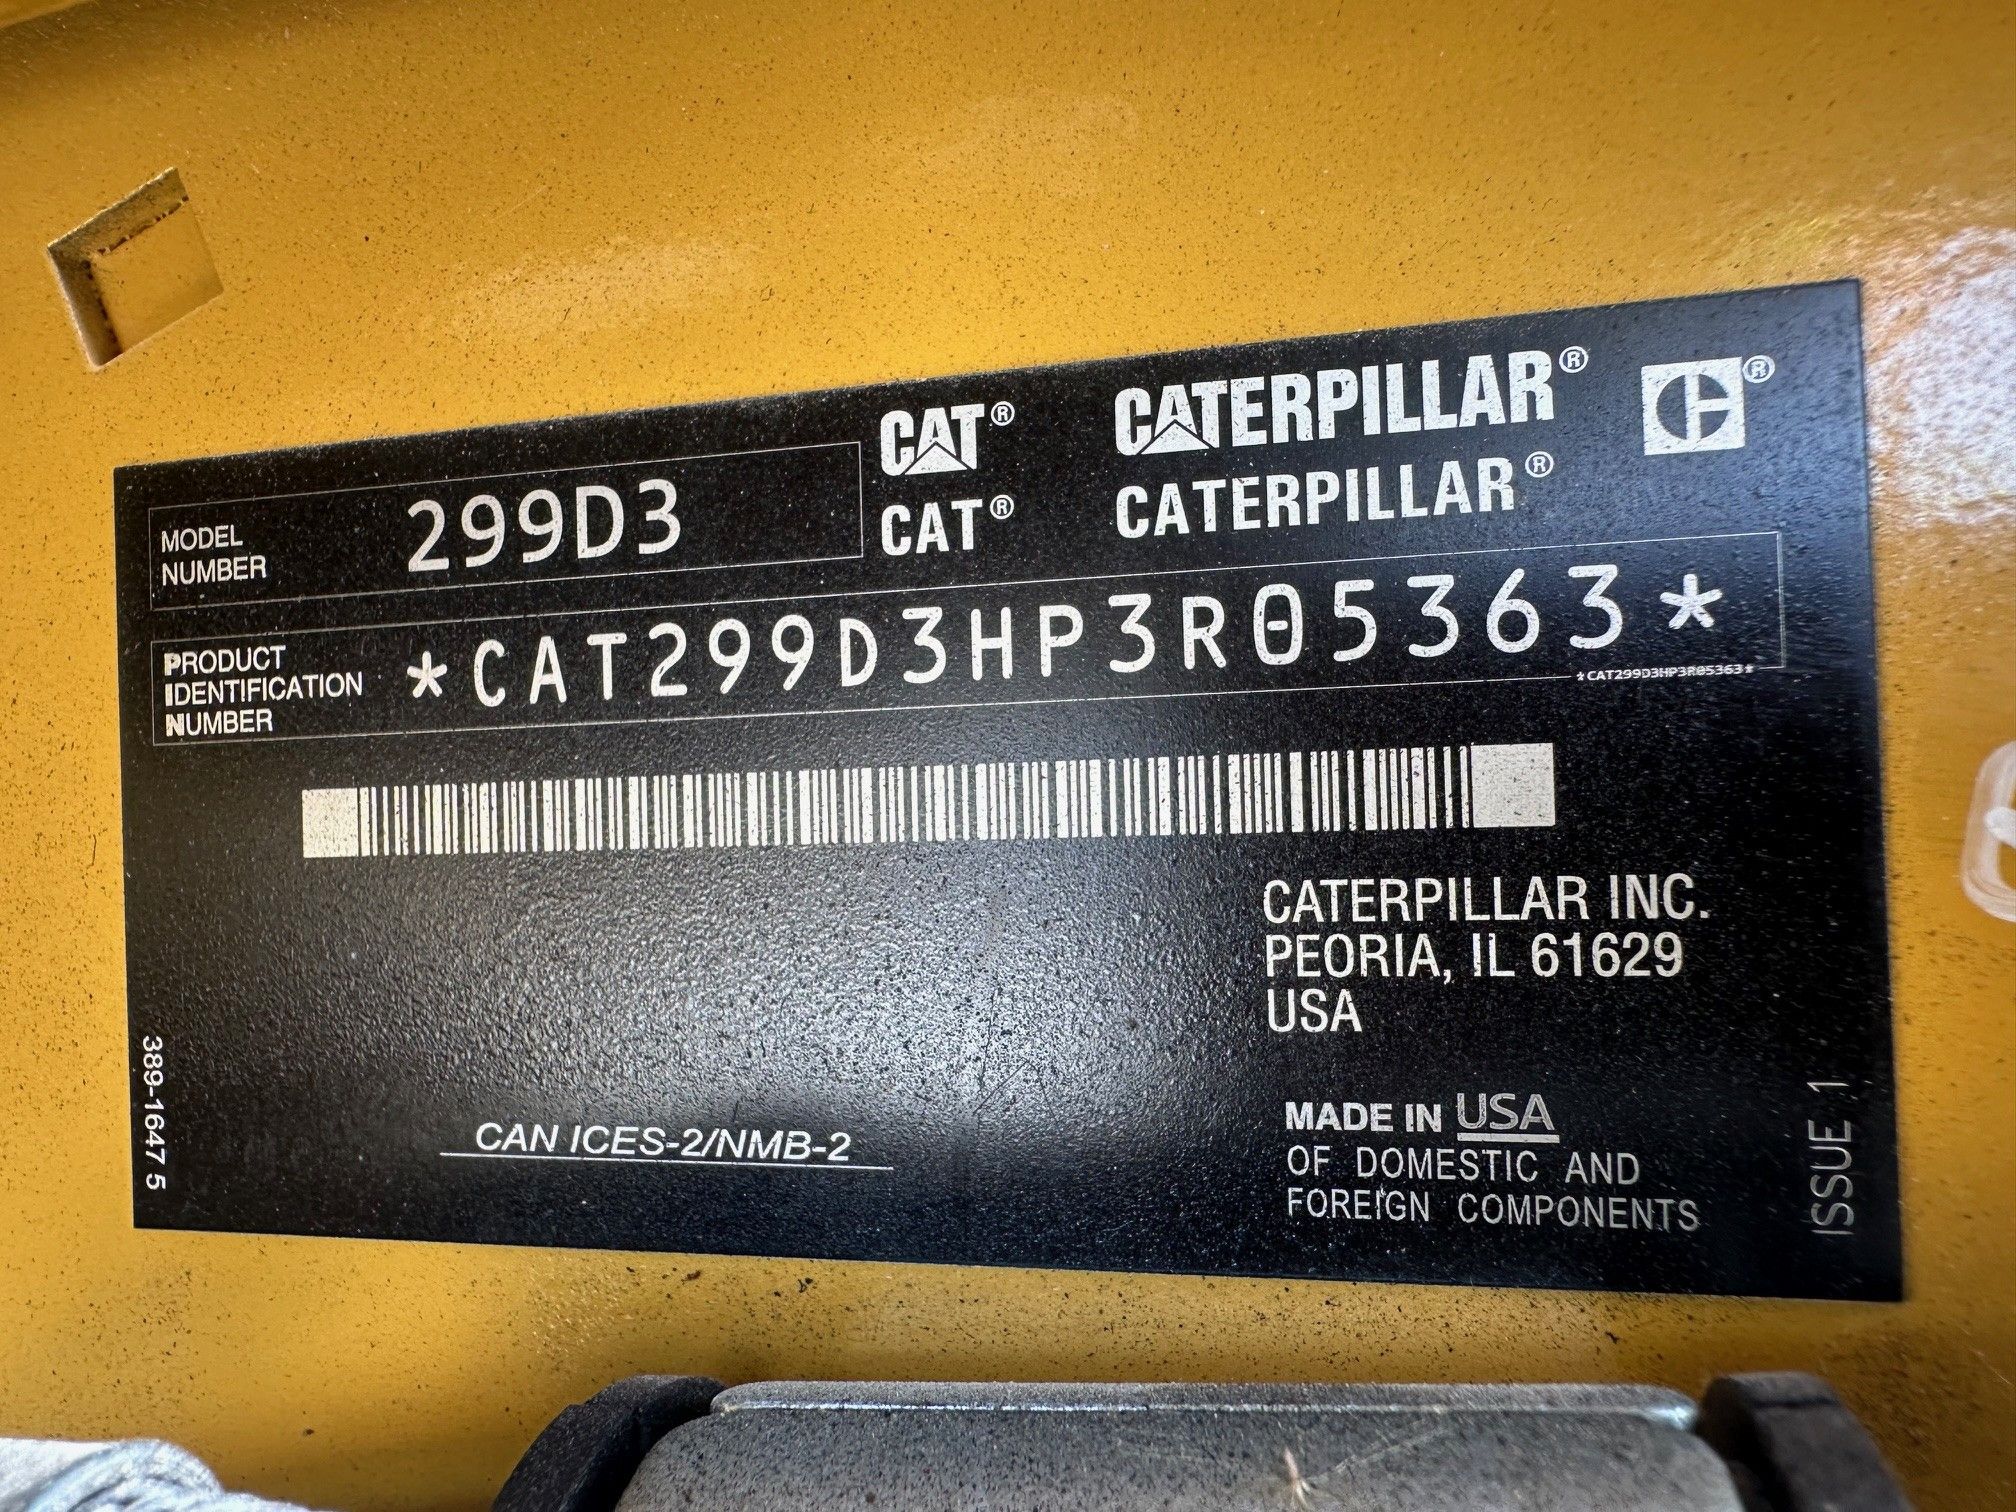 CAT® CATERPILLAR® ®
MODEL NUMBER 299D3 CAT® CATERPILLAR®
PRODUCT IDENTIFICATION NUMBER *CAT299D3HP3R05363*
*CAT299D3HP3R05363*
CATERPILLAR INC.
PEORIA, IL 61629
USA
MADE IN USA
OF DOMESTIC AND
FOREIGN COMPONENTS
CAN ICES-2/NMB-2
389-1647 5
ISSUE 1